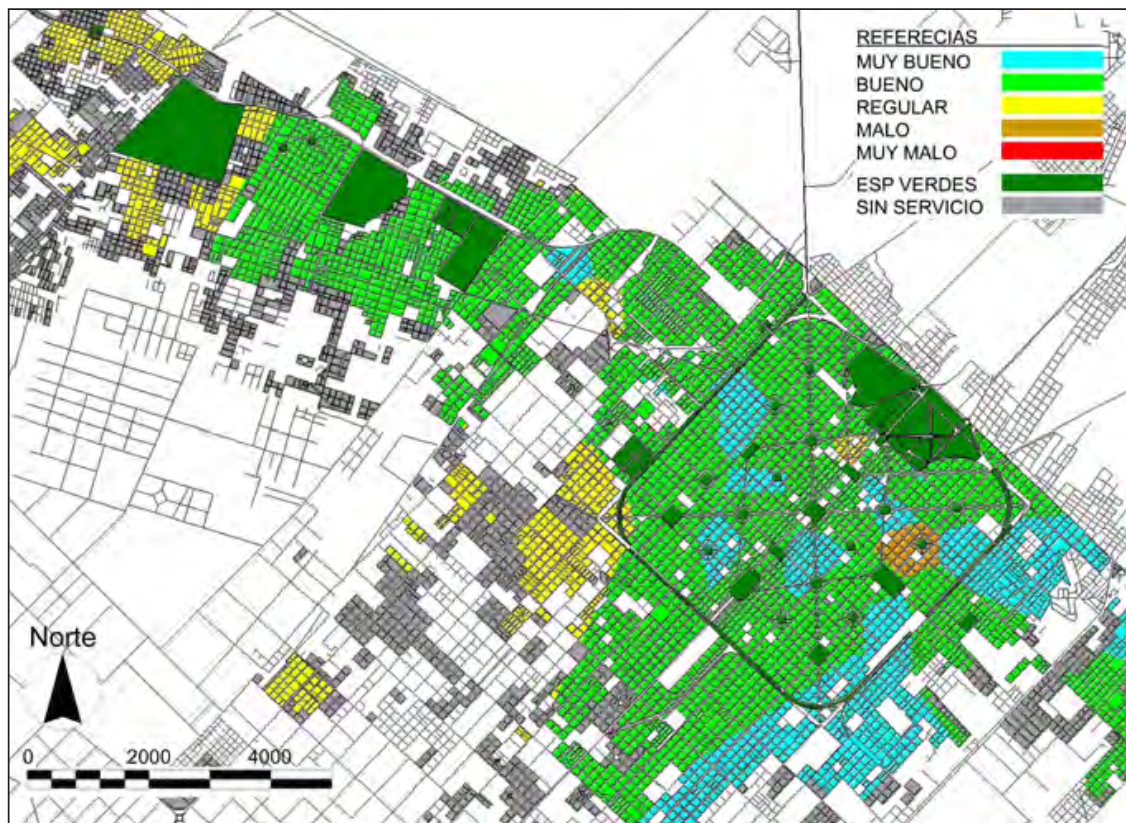 REFERECIAS
MUY BUENO
BUENO
REGULAR
MALO
MUY MALO
ESP VERDES
SIN SERVICIO
Norte
0 2000 4000